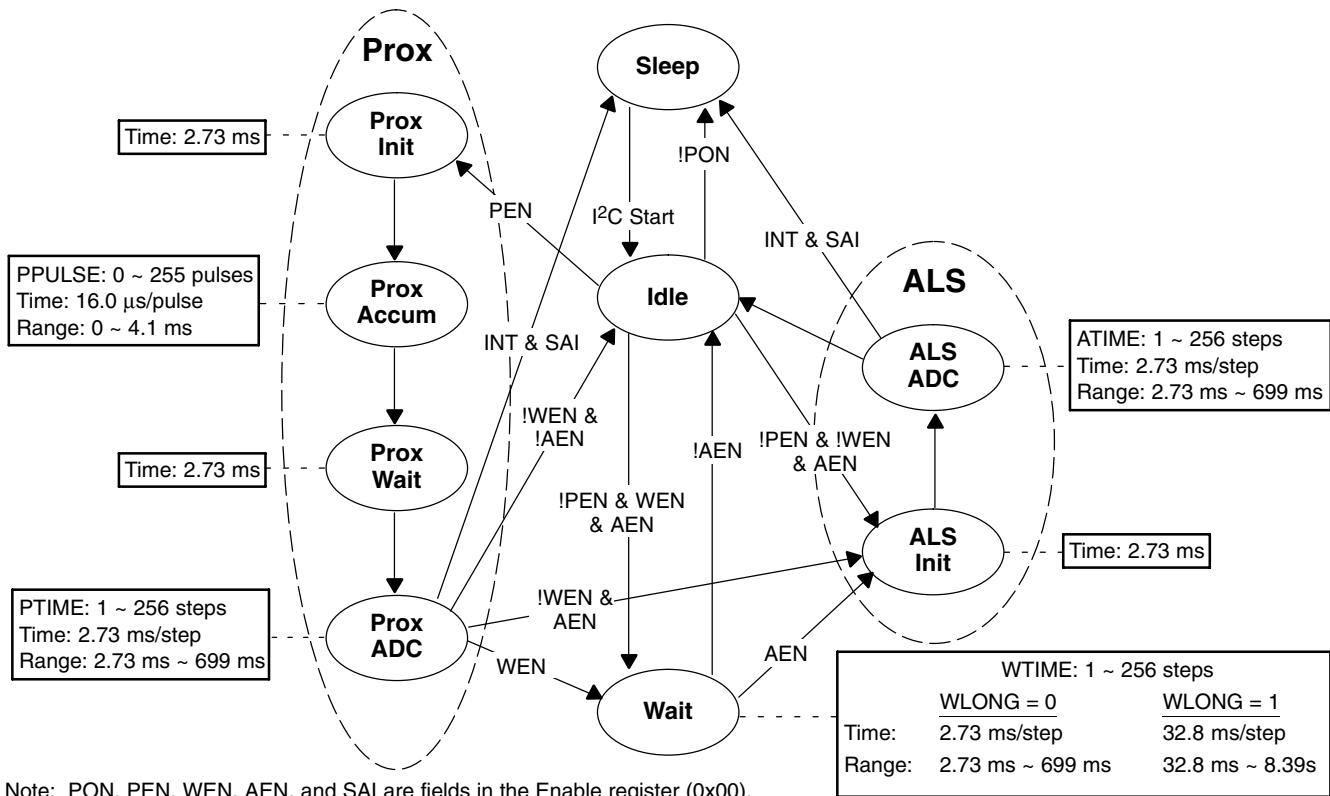 Prox
Sleep
Prox
Init
Time: 2.73 ms
!PON
PEN
I²C Start
INT & SAI
PPULSE: 0 ~ 255 pulses
Time: 16.0 μs/pulse
Range: 0 ~ 4.1 ms
Prox
Accum
Idle
ALS
INT & SAI
ALS
ADC
ATIME: 1 ~ 256 steps
Time: 2.73 ms/step
Range: 2.73 ms ~ 699 ms
!WEN &
!AEN
!AEN
!PEN & !WEN
& AEN
Prox
Wait
Time: 2.73 ms
!PEN & WEN
& AEN
ALS
Init
Time: 2.73 ms
PTIME: 1 ~ 256 steps
Time: 2.73 ms/step
Range: 2.73 ms ~ 699 ms
Prox
ADC
!WEN &
AEN
WEN
AEN
Wait
WTIME: 1 ~ 256 steps
WLONG = 0 WLONG = 1
Time: 2.73 ms/step 32.8 ms/step
Range: 2.73 ms ~ 699 ms 32.8 ms ~ 8.39s
Note: PON, PEN, WEN, AEN, and SAI are fields in the Enable register (0x00).